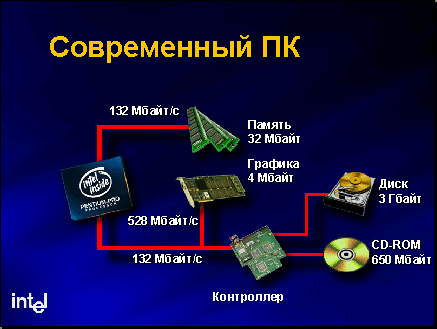 Современный ПК
132 Мбайт/с
Память
32 Мбайт
Графика
4 Мбайт
Диск
3 Гбайт
intel
inside
PENTIUM·PRO
PROCESSOR
528 Мбайт/с
132 Мбайт/с
CD-ROM
650 Мбайт
Контроллер
intel